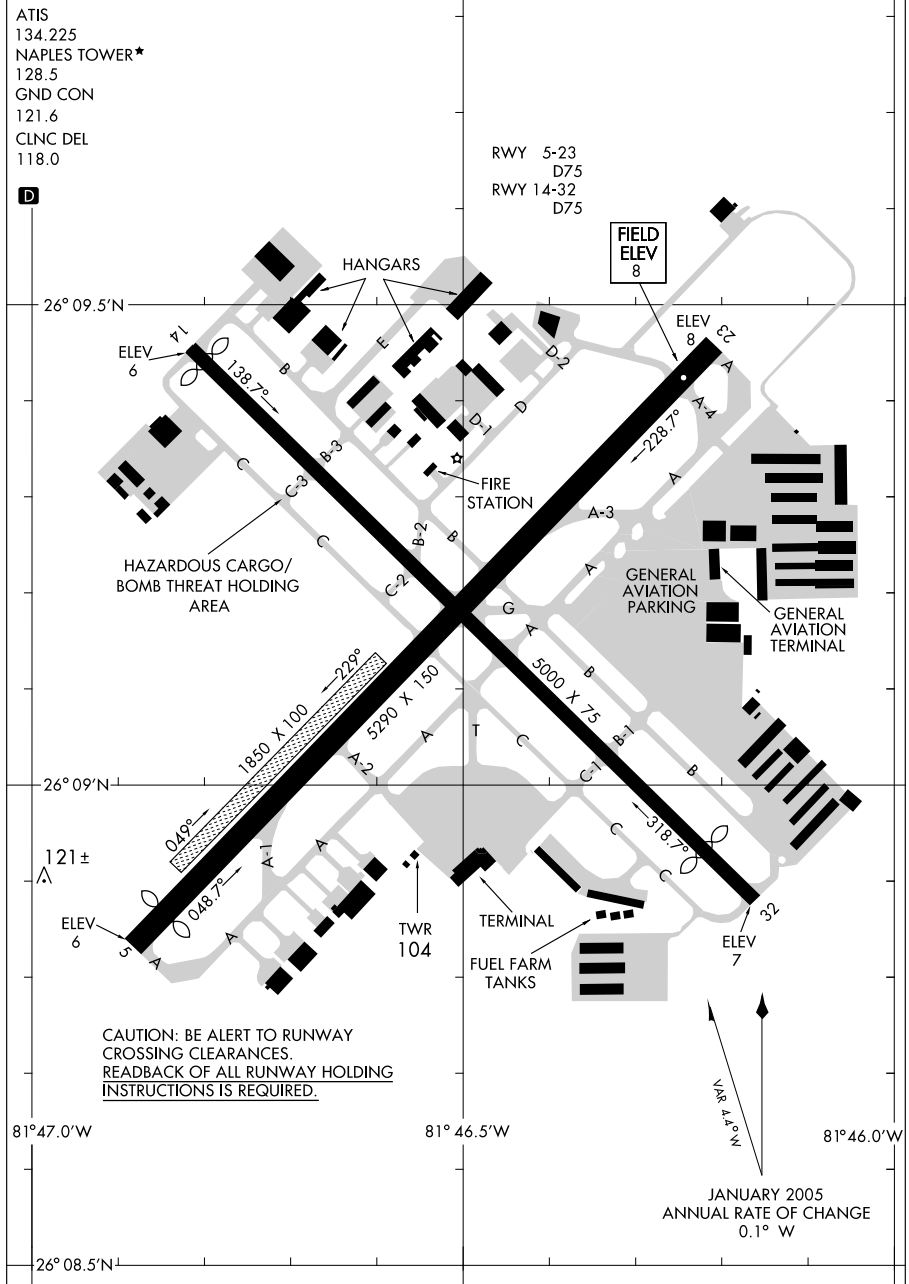 ATIS
134.225
NAPLES TOWER★
128.5
GND CON
121.6
CLNC DEL
118.0
D
RWY 5-23
D75
RWY 14-32
D75
FIELD
ELEV
8
HANGARS
26° 09.5'N
ELEV
8
23
14
ELEV
6
138.7°
B
E
D-2
A
A-4
D
D-1
228.7°
C
B-3
C-3
A
FIRE
STATION
A-3
B-2
B
C
HAZARDOUS CARGO/
BOMB THREAT HOLDING
AREA
C-2
A
GENERAL
AVIATION
PARKING
G
A
GENERAL
AVIATION
TERMINAL
229°
B
5000 X 75
5290 X 150
1850 X 100
A
T
C
B-1
A-2
C-1
B
26° 09'N
049°
A
A-1
C
318.7°
121±
048.7°
C
ELEV
6
5
A
A
TWR
104
TERMINAL
32
ELEV
7
FUEL FARM
TANKS
CAUTION: BE ALERT TO RUNWAY
CROSSING CLEARANCES.
READBACK OF ALL RUNWAY HOLDING
INSTRUCTIONS IS REQUIRED.
VAR 4.4° W
81° 47.0'W
81° 46.5'W
81° 46.0'W
JANUARY 2005
ANNUAL RATE OF CHANGE
0.1° W
26° 08.5'N